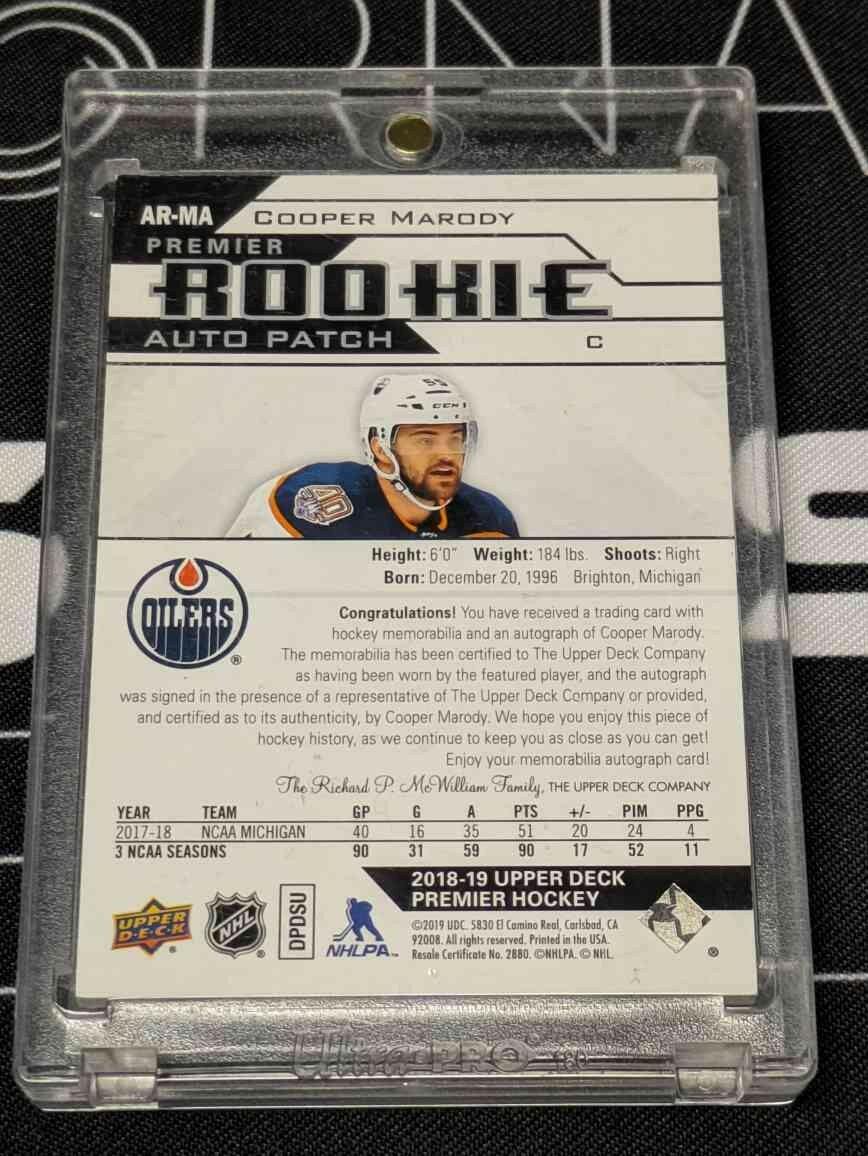 AR-MA COOPER MARODY
PREMIER
ROOKIE
AUTO PATCH C
55
CCM
40
Height: 6'0" Weight: 184 lbs. Shoots: Right
Born: December 20, 1996 Brighton, Michigan
OILERS
®
Congratulations! You have received a trading card with
hockey memorabilia and an autograph of Cooper Marody.
The memorabilia has been certified to The Upper Deck Company
as having been worn by the featured player, and the autograph
was signed in the presence of a representative of The Upper Deck Company or provided,
and certified as to its authenticity, by Cooper Marody. We hope you enjoy this piece of
hockey history, as we continue to keep you as close as you can get!
Enjoy your memorabilia autograph card!
The Richard P. McWilliam Family, THE UPPER DECK COMPANY
YEAR TEAM GP G A PTS +/- PIM PPG
2017-18 NCAA MICHIGAN 40 16 35 51 20 24 4
3 NCAA SEASONS 90 31 59 90 17 52 11
2018-19 UPPER DECK
PREMIER HOCKEY
UPPER
DECK
®
NHL
®
DPDSU
NHLPA™
©2019 UDC. 5830 El Camino Real, Carlsbad, CA
92008. All rights reserved. Printed in the USA.
Resale Certificate No. 2880. ©NHLPA. © NHL.
®
Ultra PRO 180